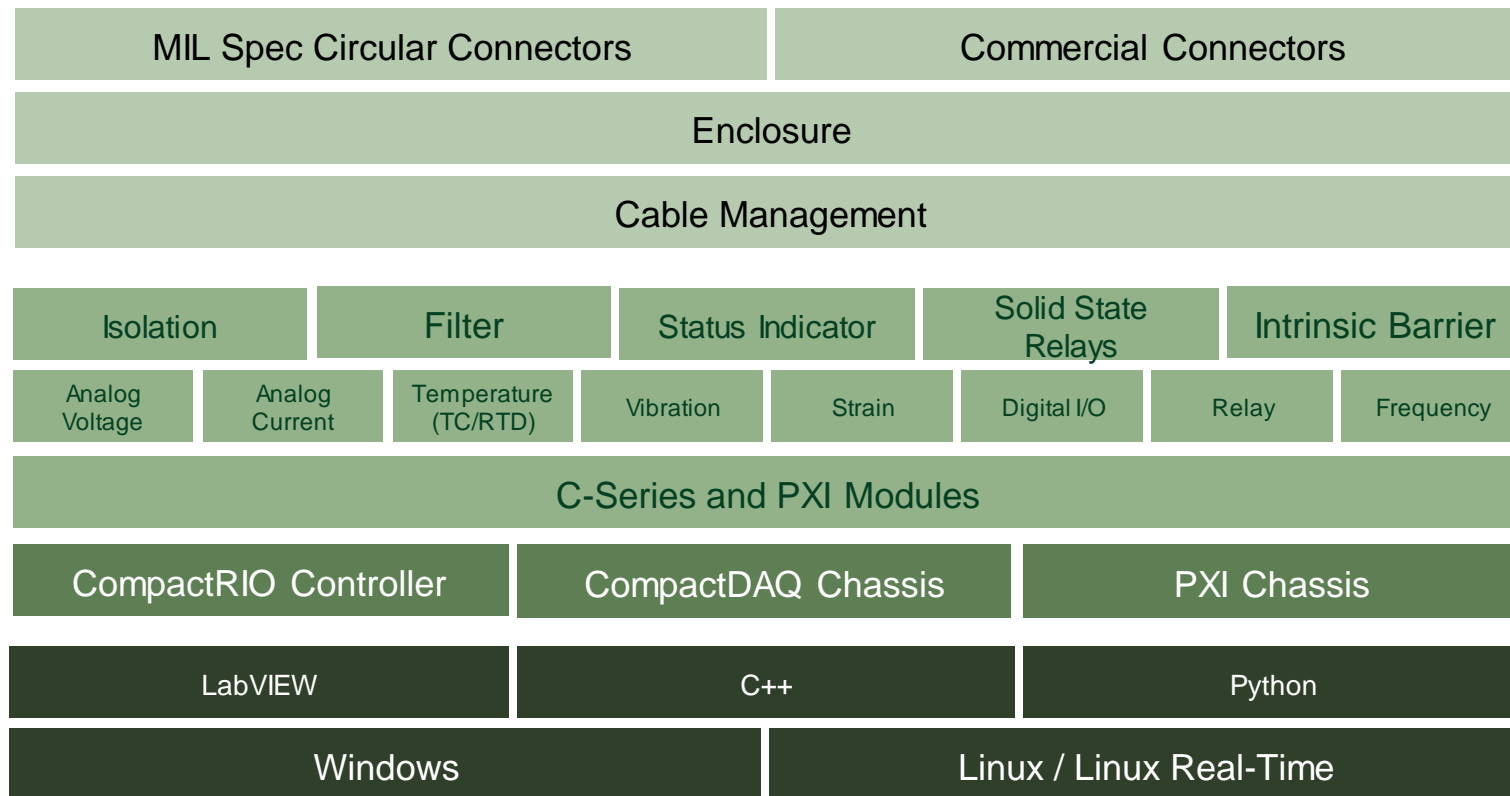 MIL Spec Circular Connectors
Commercial Connectors
Enclosure
Cable Management
Isolation
Filter
Status Indicator
Solid State
Relays
Intrinsic Barrier
Analog
Voltage
Analog
Current
Temperature
(TC/RTD)
Vibration
Strain
Digital I/O
Relay
Frequency
C-Series and PXI Modules
CompactRIO Controller
CompactDAQ Chassis
PXI Chassis
LabVIEW
C++
Python
Windows
Linux / Linux Real-Time